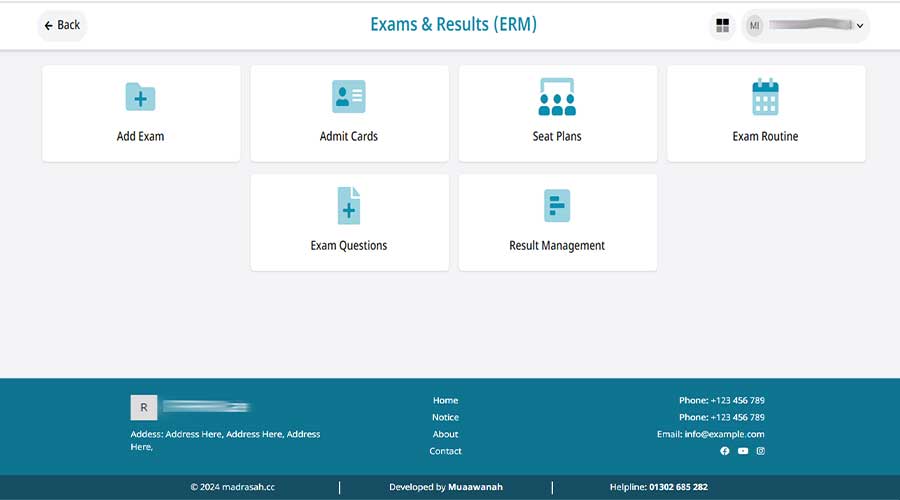 Back
Exams & Results (ERM)
MI
Add Exam
Admit Cards
Seat Plans
Exam Routine
Exam Questions
Result Management
R
Addess: Address Here, Address Here, Address
Here,
Home
Notice
About
Contact
Phone: +123 456 789
Phone: +123 456 789
Email: info@example.com
© 2024 madrasah.cc
Developed by Muaawanah
Helpline: 01302 685 282